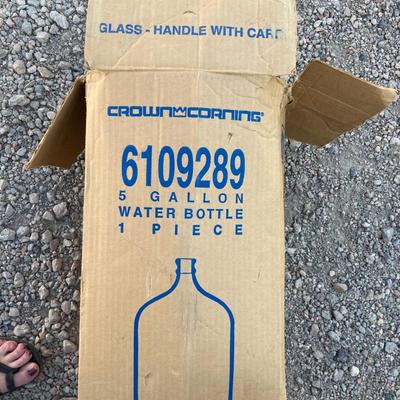 GLASS - HANDLE WITH CARE
CROWN CORNING®
6109289
5 GALLON
WATER BOTTLE
1 PIECE